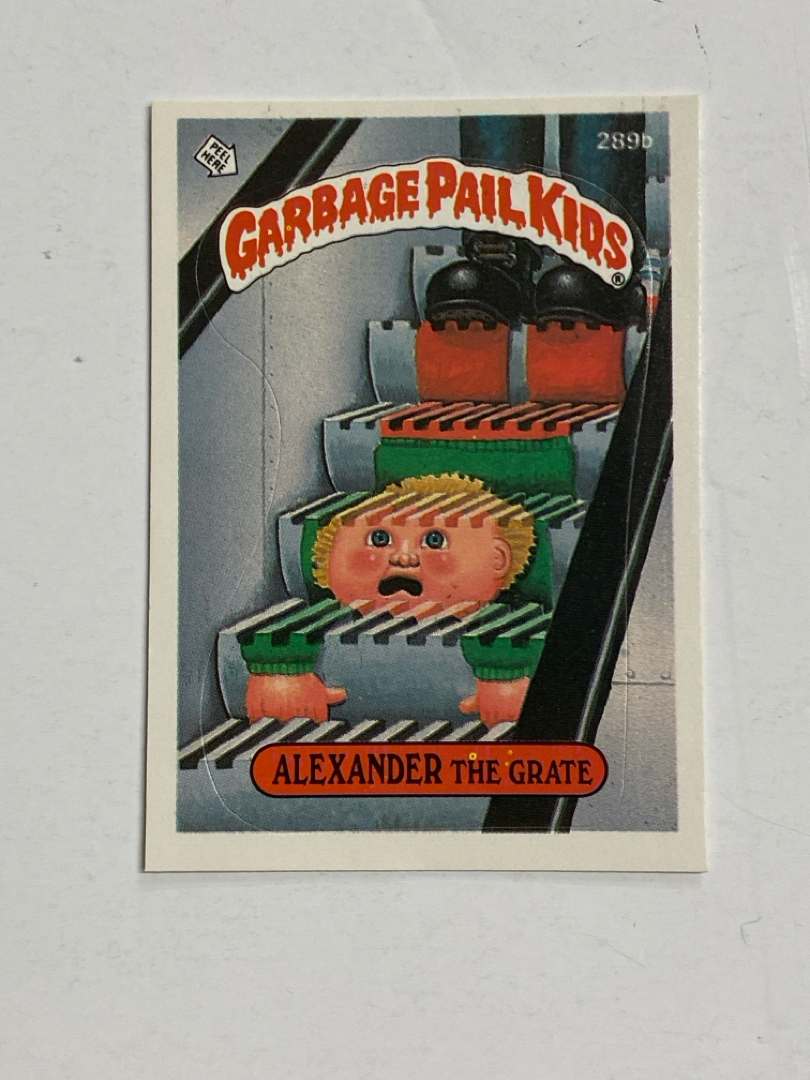 PEEL
HERE
289b
GARBAGE PAIL KIDS®
ALEXANDER THE GRATE